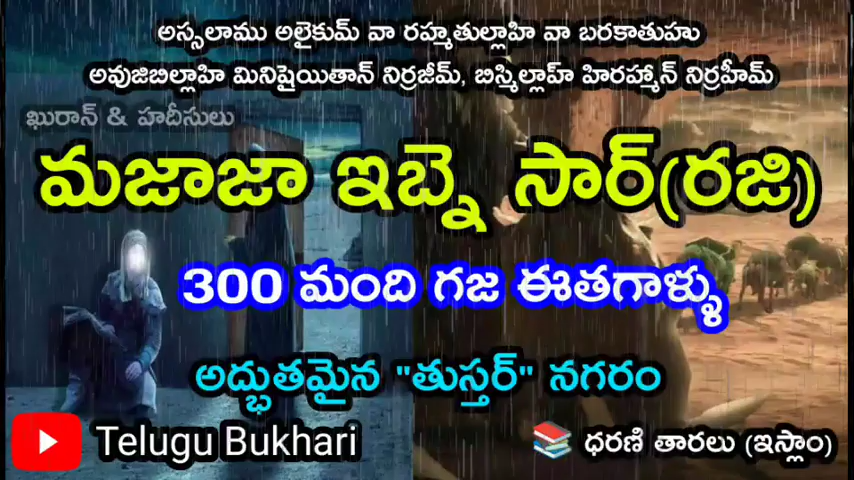 అస్సలాము అలైకుమ్ వా రహ్మతుల్లాహి వా బరకాతుహు
అవుజిబిల్లాహి మినిషైయితాన్ నిర్రజీమ్, బిస్మిల్లాహ్ హిరహ్మాన్ నిర్రహీమ్
ఖురాన్ & హదీసులు
మజాజా ఇబ్నె సార్(రజి)
300 మంది గజ ఈతగాళ్ళు
అద్భుతమైన "తుస్తర్" నగరం
Telugu Bukhari
ధరణి తారలు (ఇస్లాం)